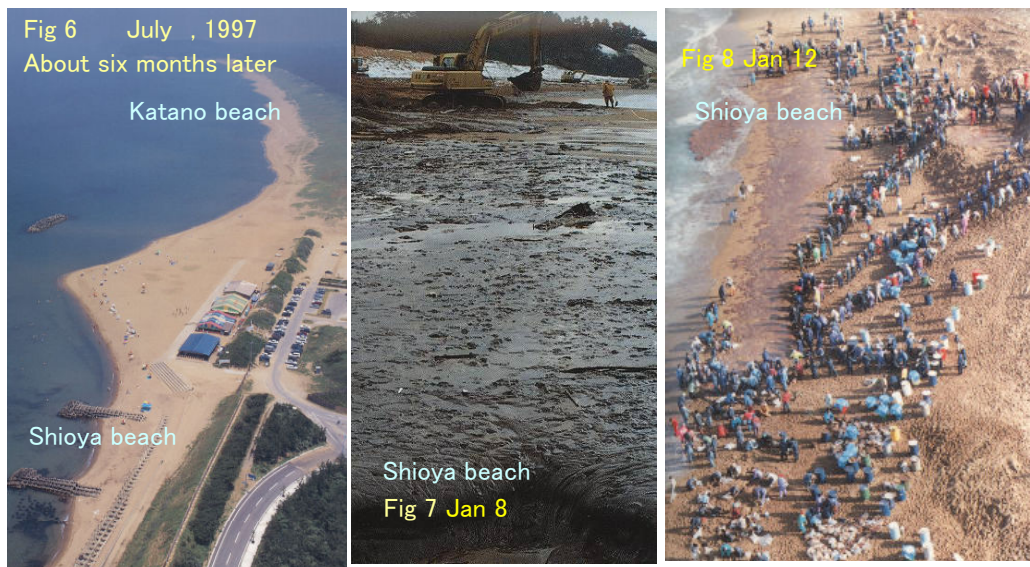 Fig 6 July , 1997
About six months later
Katano beach
Shioya beach
Shioya beach
Fig 7 Jan 8
Fig 8 Jan 12
Shioya beach